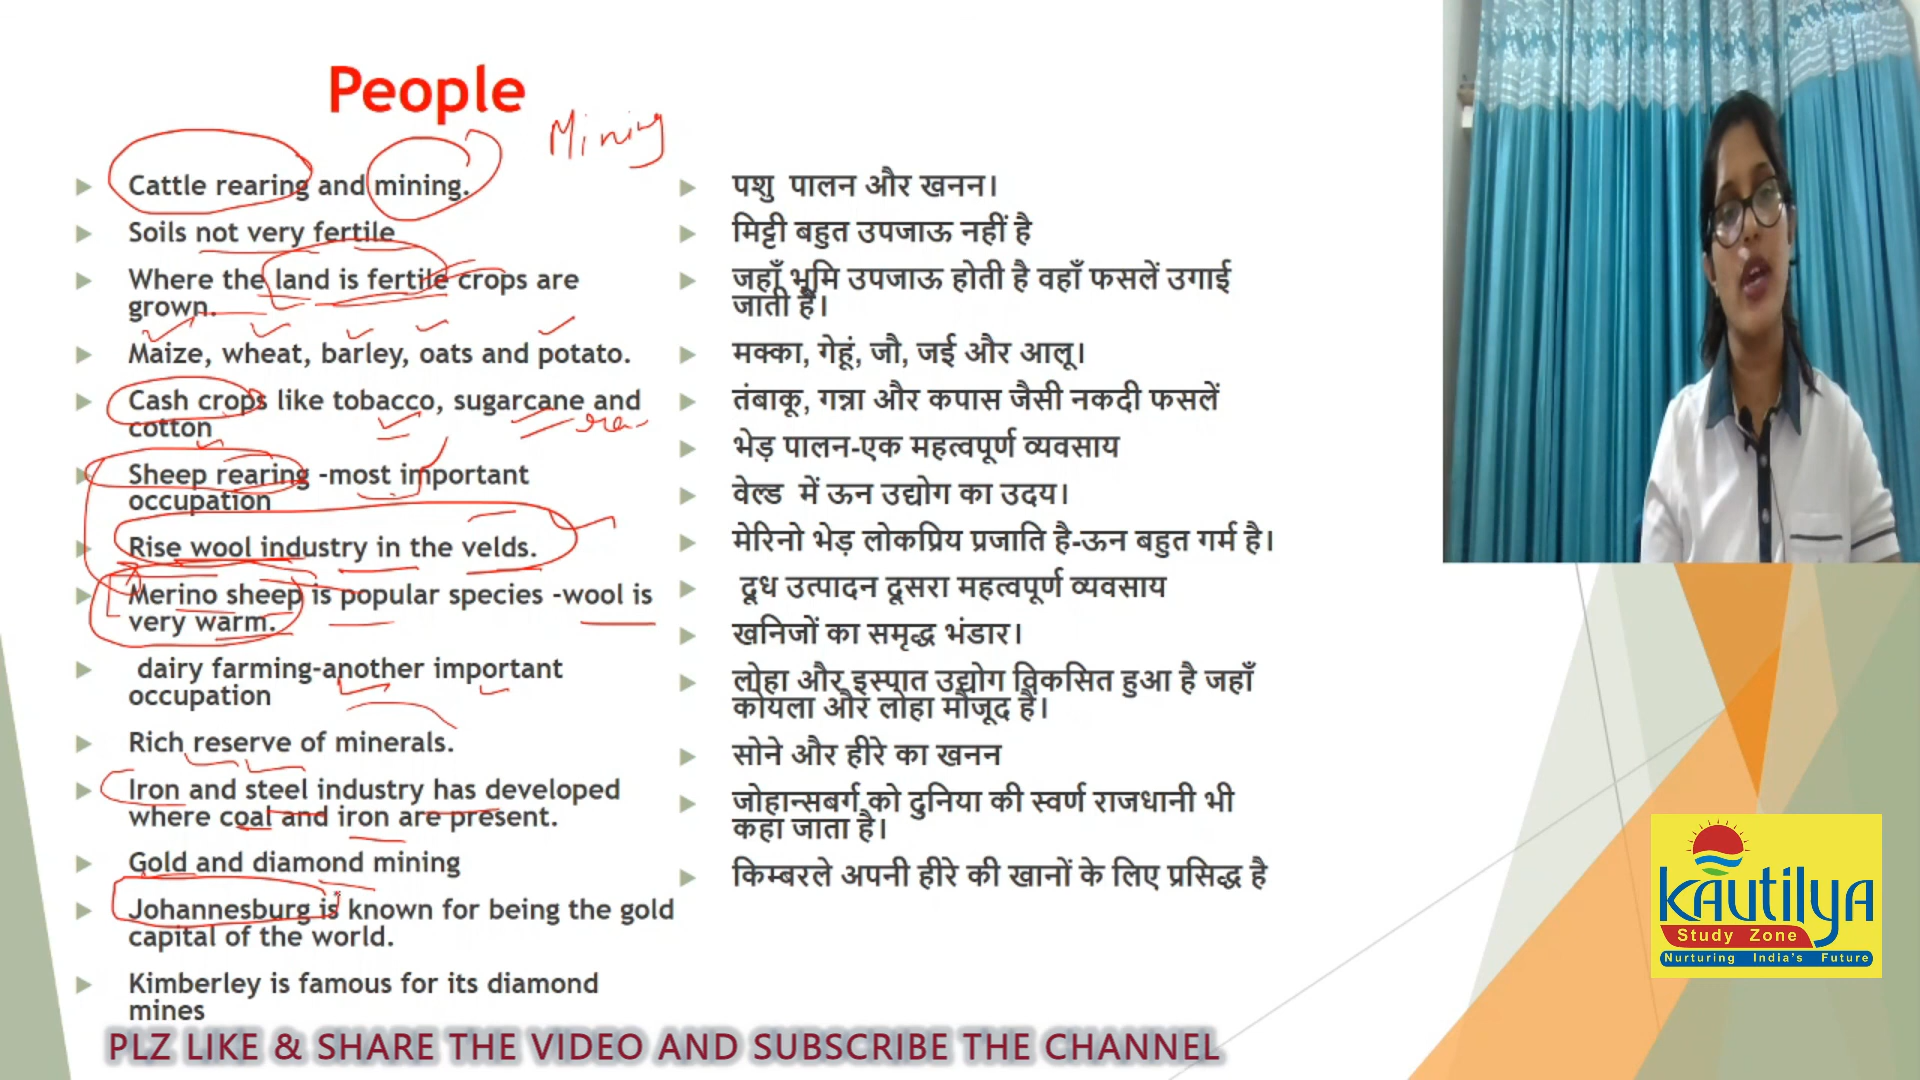 People
Mining
Cattle rearing and mining.
Soils not very fertile
Where the land is fertile crops are
grown.
Maize, wheat, barley, oats and potato.
Cash crops like tobacco, sugarcane and
cotton
Sheep rearing -most important
occupation
Rise wool industry in the velds.
Merino sheep is popular species -wool is
very warm.
dairy farming-another important
occupation
Rich reserve of minerals.
Iron and steel industry has developed
where coal and iron are present.
Gold and diamond mining
Johannesburg is known for being the gold
capital of the world.
Kimberley is famous for its diamond
mines
पशु पालन और खनन।
मिट्टी बहुत उपजाऊ नहीं है
जहाँ भूमि उपजाऊ होती है वहाँ फसलें उगाई
जाती हैं।
मक्का, गेहूं, जौ, जई और आलू।
तंबाकू, गन्ना और कपास जैसी नकदी फसलें
भेड़ पालन-एक महत्वपूर्ण व्यवसाय
वेल्ड में ऊन उद्योग का उदय।
मेरिनो भेड़ लोकप्रिय प्रजाति है-ऊन बहुत गर्म है।
दूध उत्पादन दूसरा महत्वपूर्ण व्यवसाय
खनिजों का समृद्ध भंडार।
लोहा और इस्पात उद्योग विकसित हुआ है जहाँ
कोयला और लोहा मौजूद है।
सोने और हीरे का खनन
जोहान्सबर्ग को दुनिया की स्वर्ण राजधानी भी
कहा जाता है।
किम्बरले अपनी हीरे की खानों के लिए प्रसिद्ध है
Kautilya
Study Zone
Nurturing India's Future
PLZ LIKE & SHARE THE VIDEO AND SUBSCRIBE THE CHANNEL